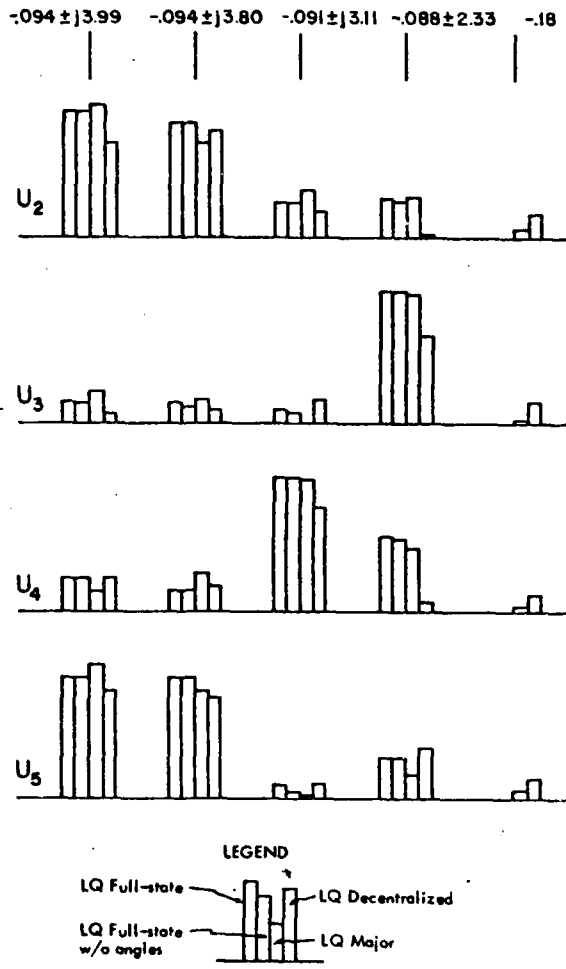 -.094±j3.99 -.094±j3.80 -.091±j3.11 -.088±2.33 -.18
U2
U3
U4
U5
LEGEND
LQ Full-state
LQ Decentralized
LQ Full-state
w/o angles
LQ Major